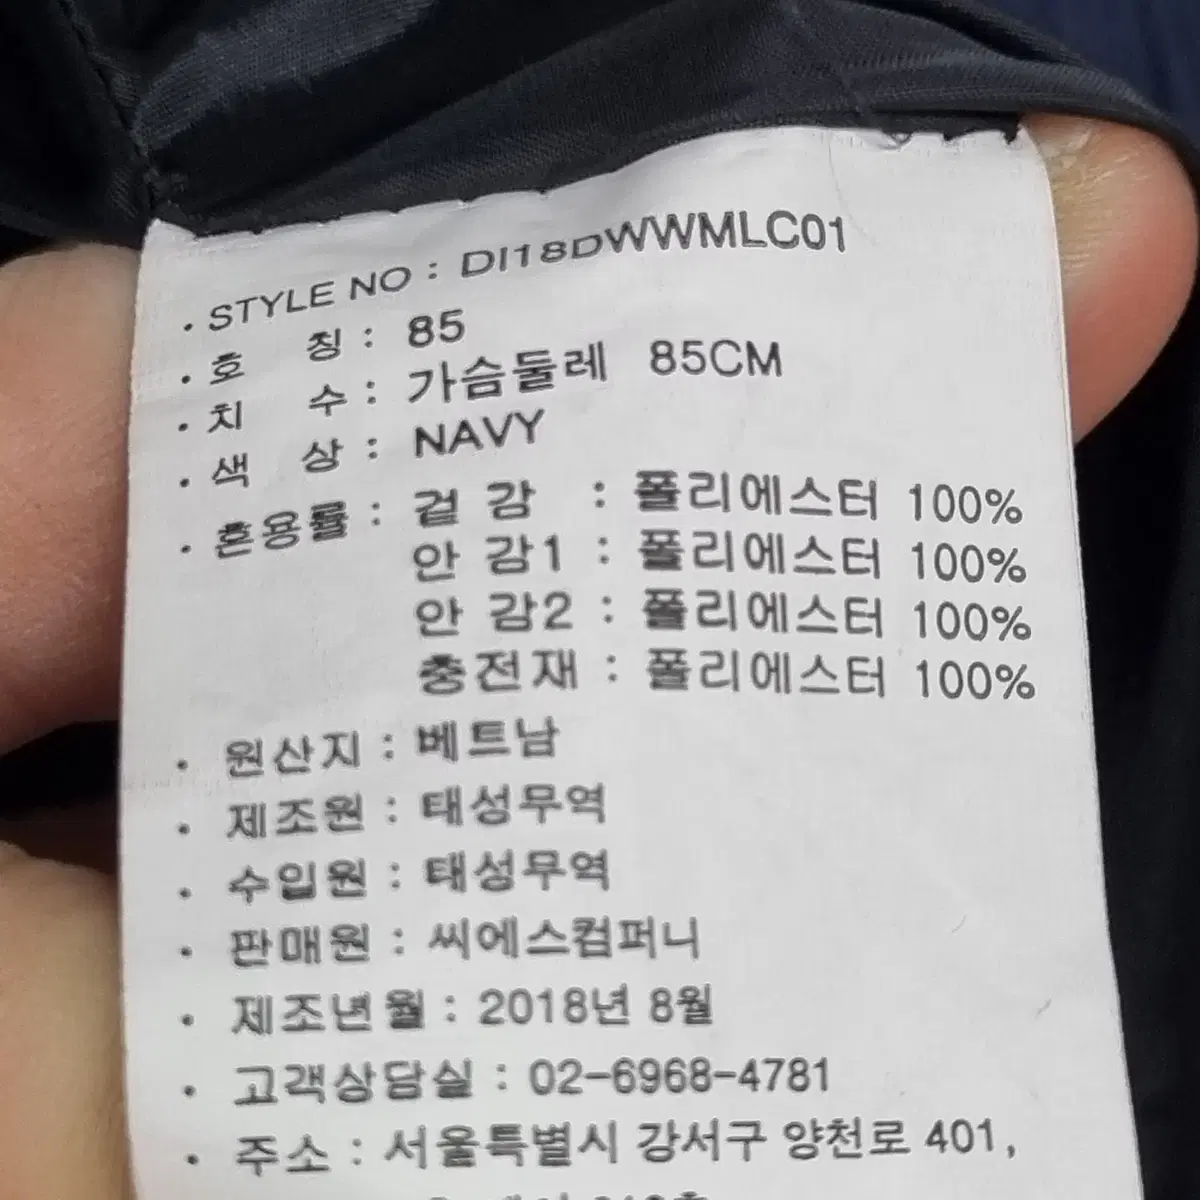 · STYLE NO : DI18DWWMLC01
· 호 칭 : 85
· 치 수 : 가슴둘레 85CM
· 색 상 : NAVY
· 혼용률 : 겉 감 : 폴리에스터 100%
안 감1 : 폴리에스터 100%
안 감2 : 폴리에스터 100%
충전재 : 폴리에스터 100%
· 원산지 : 베트남
· 제조원 : 태성무역
· 수입원 : 태성무역
· 판매원 : 씨에스컴퍼니
· 제조년월 : 2018년 8월
· 고객상담실 : 02-6968-4781
· 주소 : 서울특별시 강서구 양천로 401,